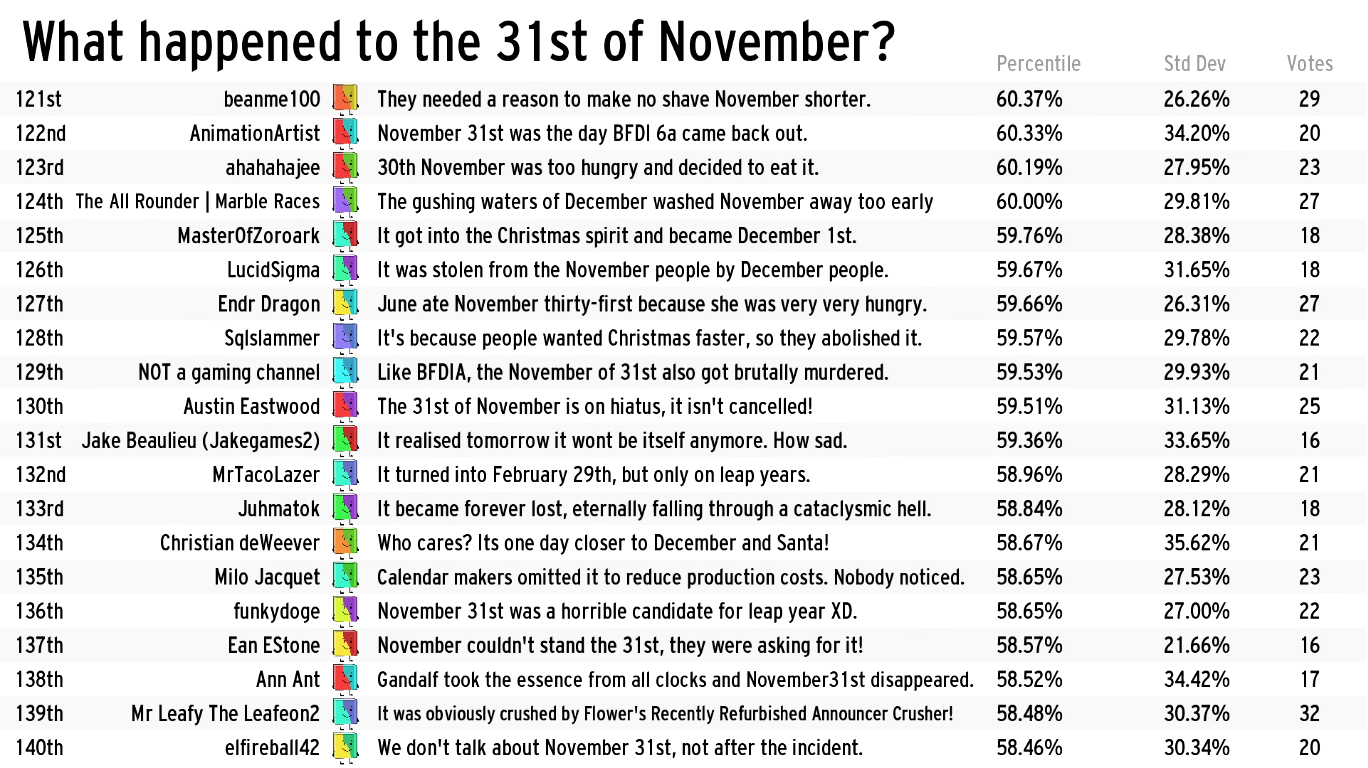 What happened to the 31st of November?
Percentile Std Dev Votes
121st beanme100 They needed a reason to make no shave November shorter. 60.37% 26.26% 29
122nd AnimationArtist November 31st was the day BFDI 6a came back out. 60.33% 34.20% 20
123rd ahahahajee 30th November was too hungry and decided to eat it. 60.19% 27.95% 23
124th The All Rounder | Marble Races The gushing waters of December washed November away too early 60.00% 29.81% 27
125th MasterOfZoroark It got into the Christmas spirit and became December 1st. 59.76% 28.38% 18
126th LucidSigma It was stolen from the November people by December people. 59.67% 31.65% 18
127th Endr Dragon June ate November thirty-first because she was very very hungry. 59.66% 26.31% 27
128th Sqlslammer It's because people wanted Christmas faster, so they abolished it. 59.57% 29.78% 22
129th NOT a gaming channel Like BFDIA, the November of 31st also got brutally murdered. 59.53% 29.93% 21
130th Austin Eastwood The 31st of November is on hiatus, it isn't cancelled! 59.51% 31.13% 25
131st Jake Beaulieu (Jakegames2) It realised tomorrow it wont be itself anymore. How sad. 59.36% 33.65% 16
132nd MrTacoLazer It turned into February 29th, but only on leap years. 58.96% 28.29% 21
133rd Juhmatok It became forever lost, eternally falling through a cataclysmic hell. 58.84% 28.12% 18
134th Christian deWeever Who cares? Its one day closer to December and Santa! 58.67% 35.62% 21
135th Milo Jacquet Calendar makers omitted it to reduce production costs. Nobody noticed. 58.65% 27.53% 23
136th funkydoge November 31st was a horrible candidate for leap year XD. 58.65% 27.00% 22
137th Ean EStone November couldn't stand the 31st, they were asking for it! 58.57% 21.66% 16
138th Ann Ant Gandalf took the essence from all clocks and November31st disappeared. 58.52% 34.42% 17
139th Mr Leafy The Leafeon2 It was obviously crushed by Flower's Recently Refurbished Announcer Crusher! 58.48% 30.37% 32
140th elfireball42 We don't talk about November 31st, not after the incident. 58.46% 30.34% 20